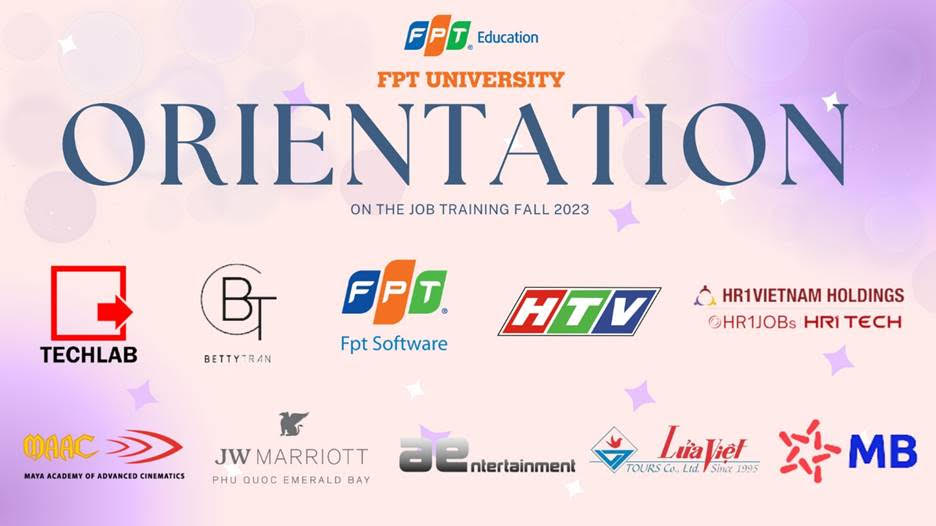 FPT Education
FPT UNIVERSITY
ORIENTATION
ON THE JOB TRAINING FALL 2023
TECHLAB
BT
BETTYTRAN
FPT
Fpt Software
HTV
HR1VIETNAM HOLDINGS
HR1JOBs HR1 TECH
MAAC
MAYA ACADEMY OF ADVANCED CINEMATICS
JW MARRIOTT
PHU QUOC EMERALD BAY
aentertainment
Lửa Việt
TOURS Co., Ltd. Since 1995
MB